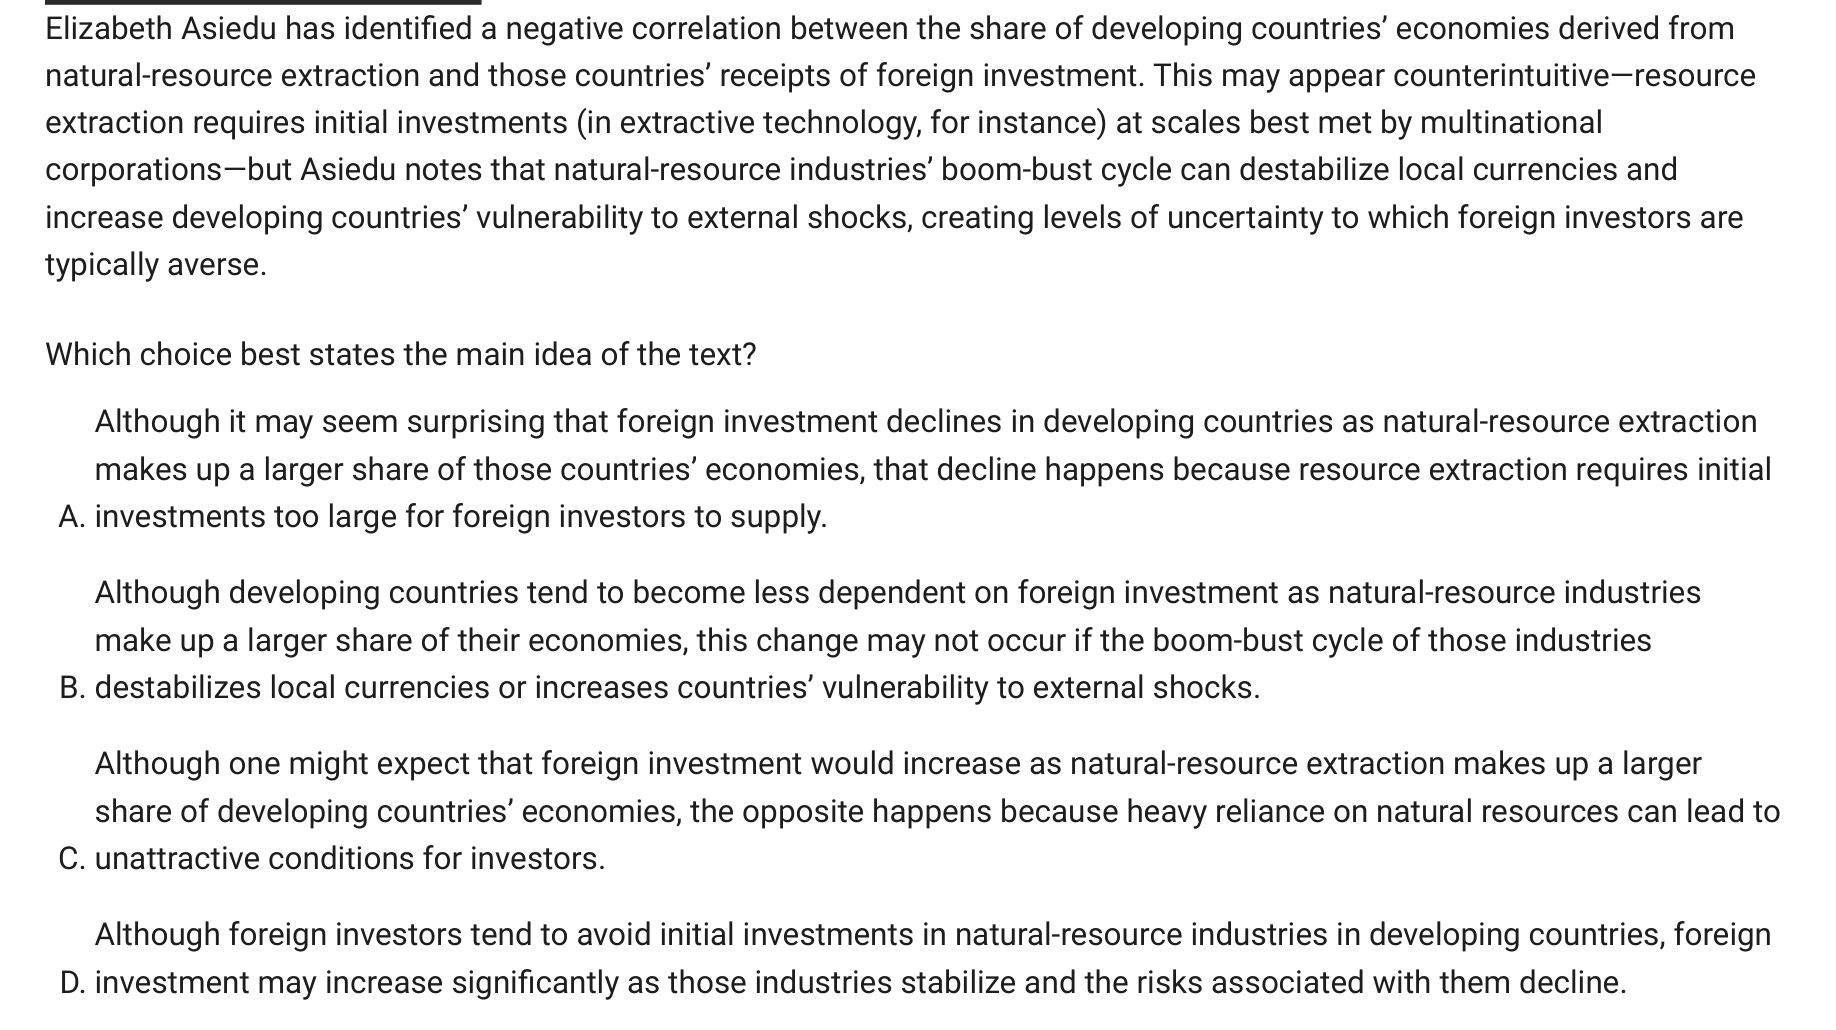 Elizabeth Asiedu has identified a negative correlation between the share of developing countries’ economies derived from
natural-resource extraction and those countries’ receipts of foreign investment. This may appear counterintuitive—resource
extraction requires initial investments (in extractive technology, for instance) at scales best met by multinational
corporations—but Asiedu notes that natural-resource industries’ boom-bust cycle can destabilize local currencies and
increase developing countries’ vulnerability to external shocks, creating levels of uncertainty to which foreign investors are
typically averse.
Which choice best states the main idea of the text?
Although it may seem surprising that foreign investment declines in developing countries as natural-resource extraction
makes up a larger share of those countries’ economies, that decline happens because resource extraction requires initial
A. investments too large for foreign investors to supply.
Although developing countries tend to become less dependent on foreign investment as natural-resource industries
make up a larger share of their economies, this change may not occur if the boom-bust cycle of those industries
B. destabilizes local currencies or increases countries’ vulnerability to external shocks.
Although one might expect that foreign investment would increase as natural-resource extraction makes up a larger
share of developing countries’ economies, the opposite happens because heavy reliance on natural resources can lead to
C. unattractive conditions for investors.
Although foreign investors tend to avoid initial investments in natural-resource industries in developing countries, foreign
D. investment may increase significantly as those industries stabilize and the risks associated with them decline.